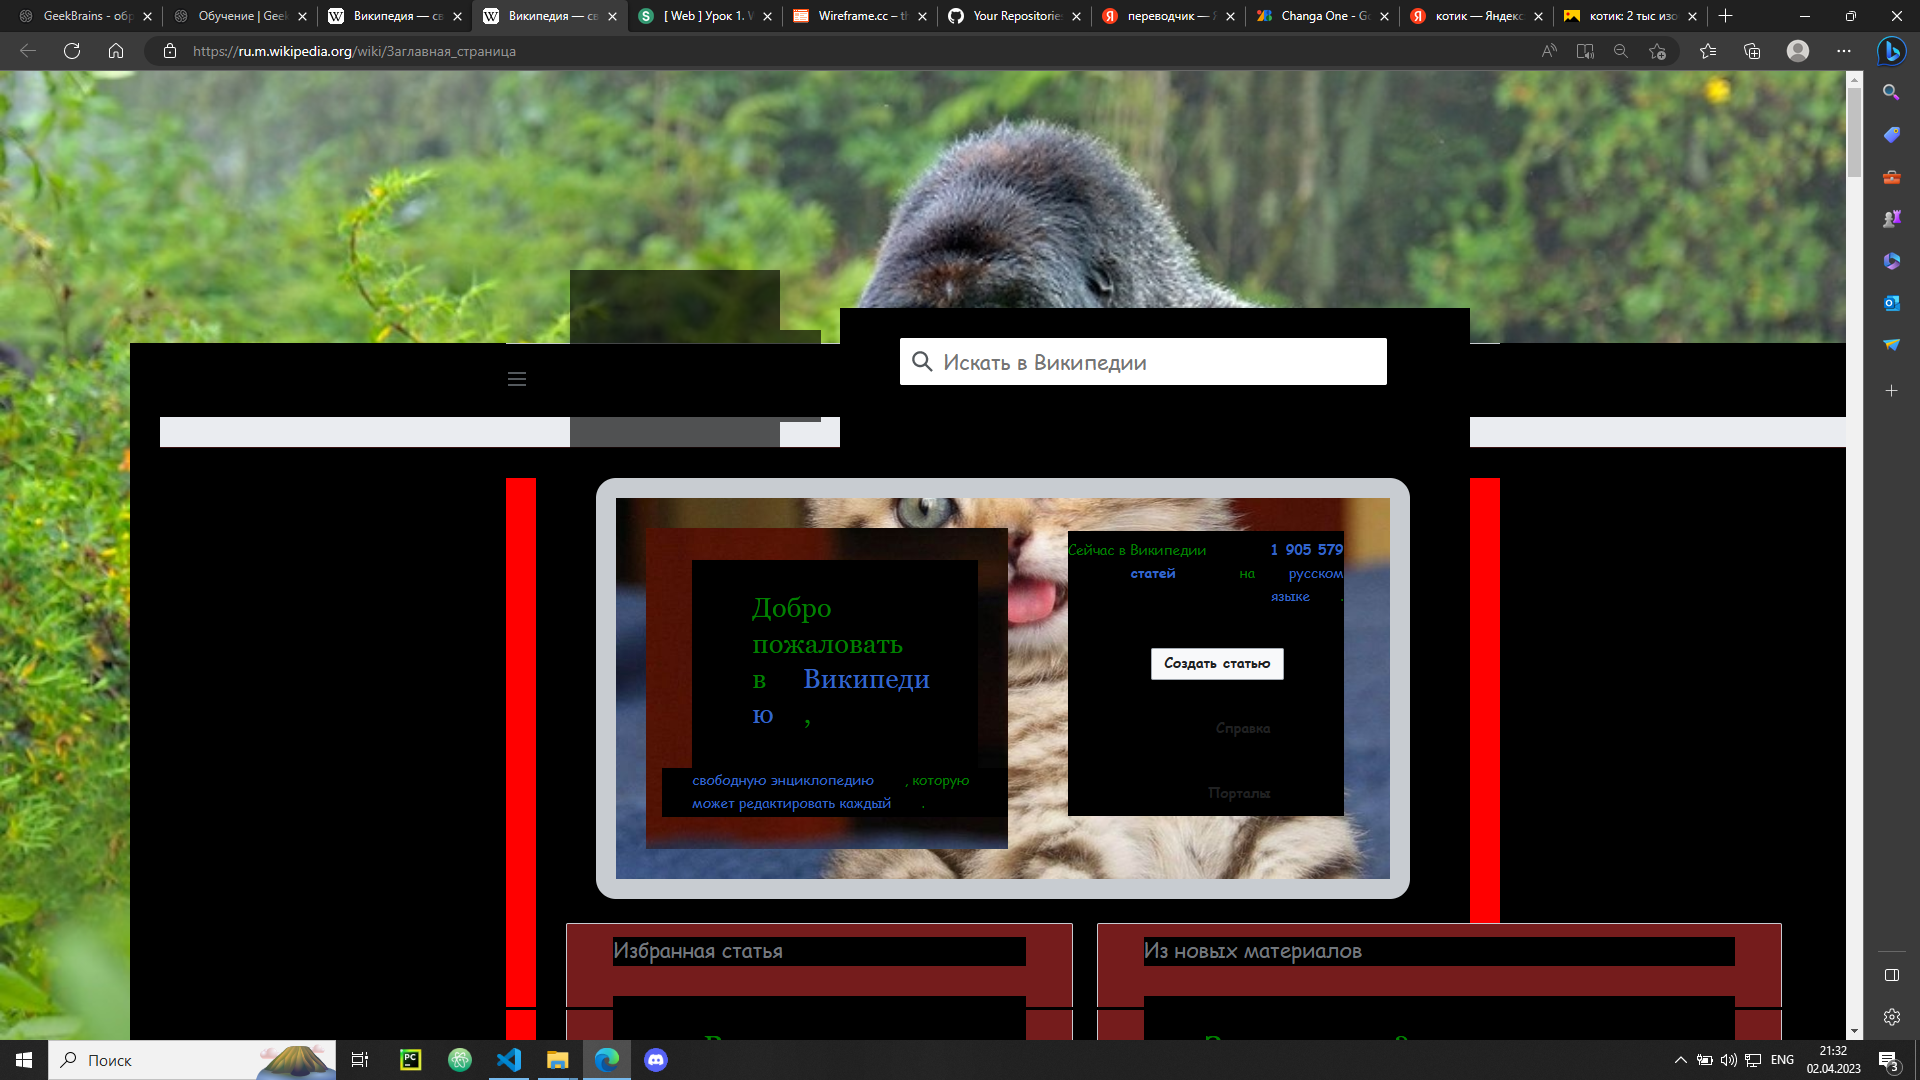 GeekBrains - обр
Обучение | Geek
Википедия — св
Википедия — св
[ Web ] Урок 1. W
Wireframe.cc – th
Your Repositories
переводчик — Я
Changa One - Go
котик — Яндекс
котик: 2 тыс изо
https://ru.m.wikipedia.org/wiki/Заглавная_страница
Искать в Википедии
Добро
пожаловать
в Википеди
ю ,
свободную энциклопедию , которую
может редактировать каждый .
Сейчас в Википедии 1 905 579
статей на русском
языке .
Создать статью
Справка
Порталы
Избранная статья
Из новых материалов
Поиск
ENG
21:32
02.04.2023
3